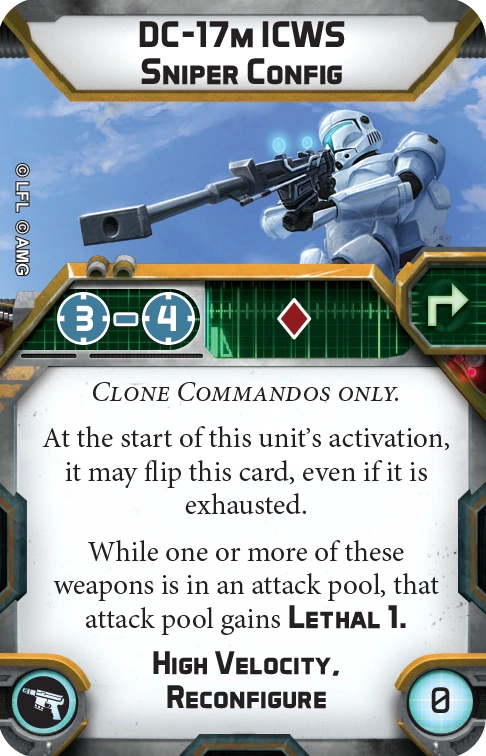 DC-17M ICWS
SNIPER CONFIG
© LFL © AMG
3 - 4
CLONE COMMANDOS ONLY.
At the start of this unit's activation,
it may flip this card, even if it is
exhausted.
While one or more of these
weapons is in an attack pool, that
attack pool gains LETHAL 1.
HIGH VELOCITY,
RECONFIGURE
0